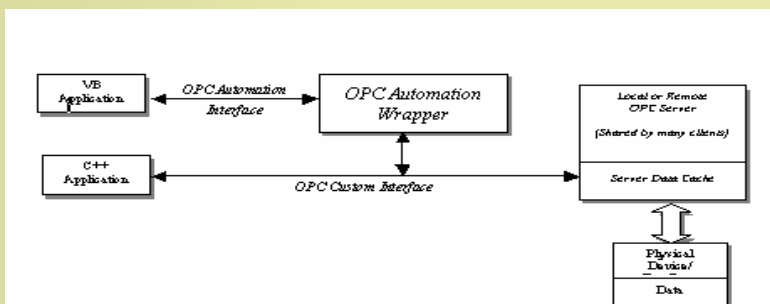 VB
Application
OPC Automation
Interface
OPC Automation
Wrapper
Local or Remote
OPC Server
(Shared by many clients)
Server Data Cache
C++
Application
OPC Custom Interface
Physical
Device/
Data